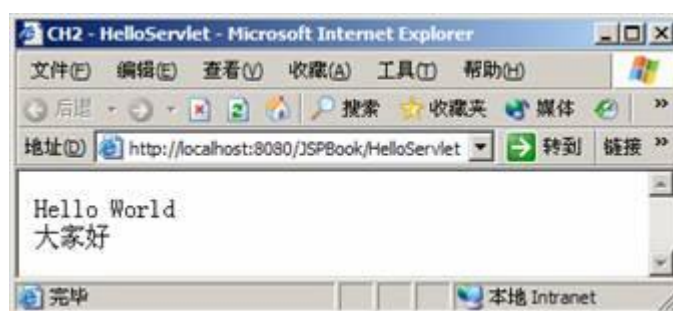 CH2 - HelloServlet - Microsoft Internet Explorer
文件(F) 编辑(E) 查看(V) 收藏(A) 工具(T) 帮助(H)
后退 搜索 收藏夹 媒体 »
地址(D) http://localhost:8080/JSPBook/HelloServlet 转到 链接 »
Hello World
大家好
完毕 本地 Intranet